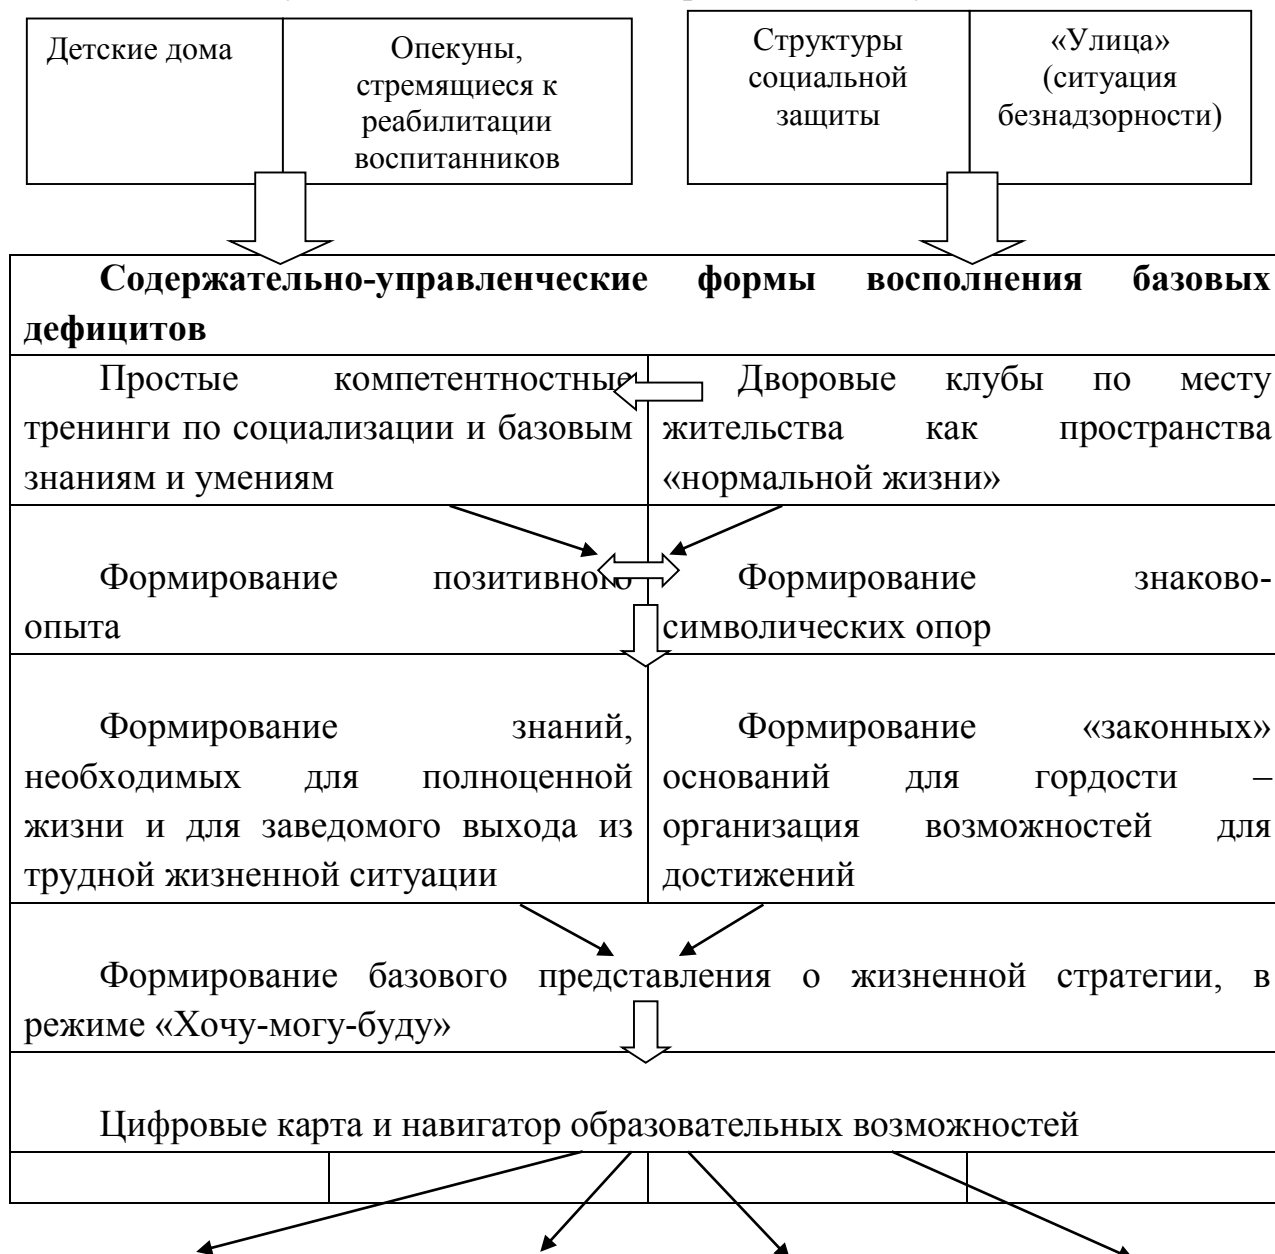 Детские дома
Опекуны,
стремящиеся к
реабилитации
воспитанников
Структуры
социальной
защиты
«Улица»
(ситуация
безнадзорности)
Содержательно-управленческие формы восполнения базовых
дефицитов
Простые компетентностные
тренинги по социализации и базовым
знаниям и умениям
Дворовые клубы по месту
жительства как пространства
«нормальной жизни»
Формирование позитивного
опыта
Формирование знаково-
символических опор
Формирование знаний,
необходимых для полноценной
жизни и для заведомого выхода из
трудной жизненной ситуации
Формирование «законных»
оснований для гордости –
организация возможностей для
достижений
Формирование базового представления о жизненной стратегии, в
режиме «Хочу-могу-буду»
Цифровые карта и навигатор образовательных возможностей